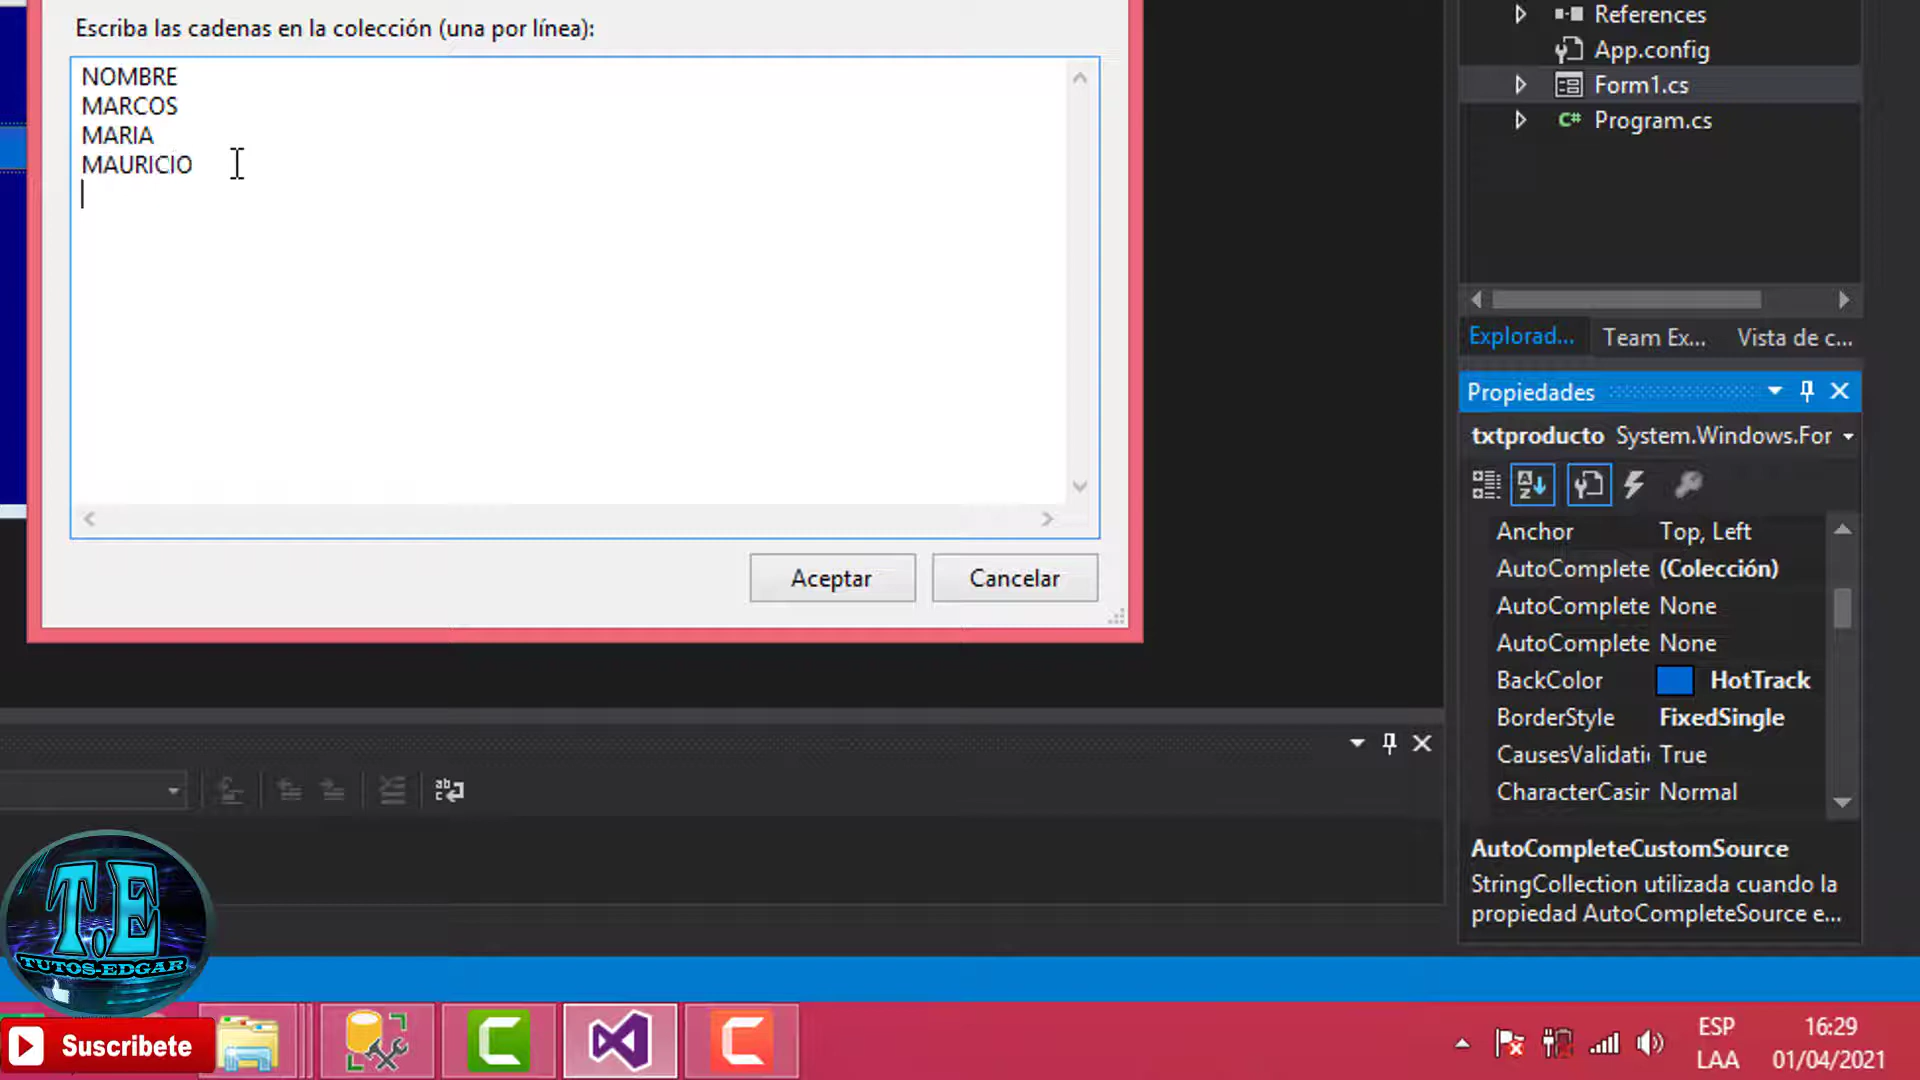 Escriba las cadenas en la colección (una por línea):
NOMBRE
MARCOS
MARIA
MAURICIO
Aceptar
Cancelar
References
App.config
Form1.cs
C# Program.cs
Explorad...
Team Ex...
Vista de c...
Propiedades
txtproducto System.Windows.For
Anchor Top, Left
AutoComplete (Colección)
AutoComplete None
AutoComplete None
BackColor HotTrack
BorderStyle FixedSingle
CausesValidati True
CharacterCasir Normal
AutoCompleteCustomSource
StringCollection utilizada cuando la
propiedad AutoCompleteSource e...
T.E
TUTOS-EDGAR
Suscribete
ESP
LAA
16:29
01/04/2021